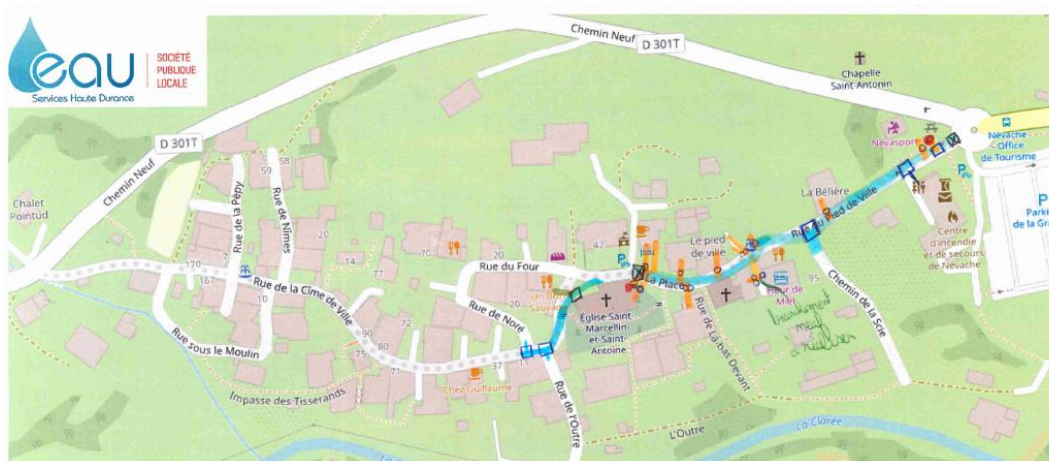 eau
SOCIÉTÉ
PUBLIQUE
LOCALE
Services Haute Durance
Chemin Neuf
D 301T
Chapelle
Saint-Antonin
D 301T
Chemin Neuf
Névasport
Névache -
Office
de Tourisme
P
P
Parki
de la Gra
Chalet
Pointud
59
58
Rue de la Pépy
Rue de Nîmes
La Bélière
Rue du Pied de Ville
Centre
d'incendie
et de secours
de Névache
170
167
10
20
14
77
70
42
P
Rue du Four
Le pied
de ville
La Place
95
Fleur de
Miel
Chemin de la Scie
Rue de la Cîme de Ville
Rue sous le Moulin
Rue de Noré
20
Un B
Sauva
Église Saint-
Marcellin-
et-Saint-
Antoine
Rue de Là-bas Devant
branchement
neuf
à réaliser
92
90
80
75
71
37
11
Chez Guillaume
Impasse des Tisserands
Rue de l'Outre
L'Outre
La Clarée
La Cl